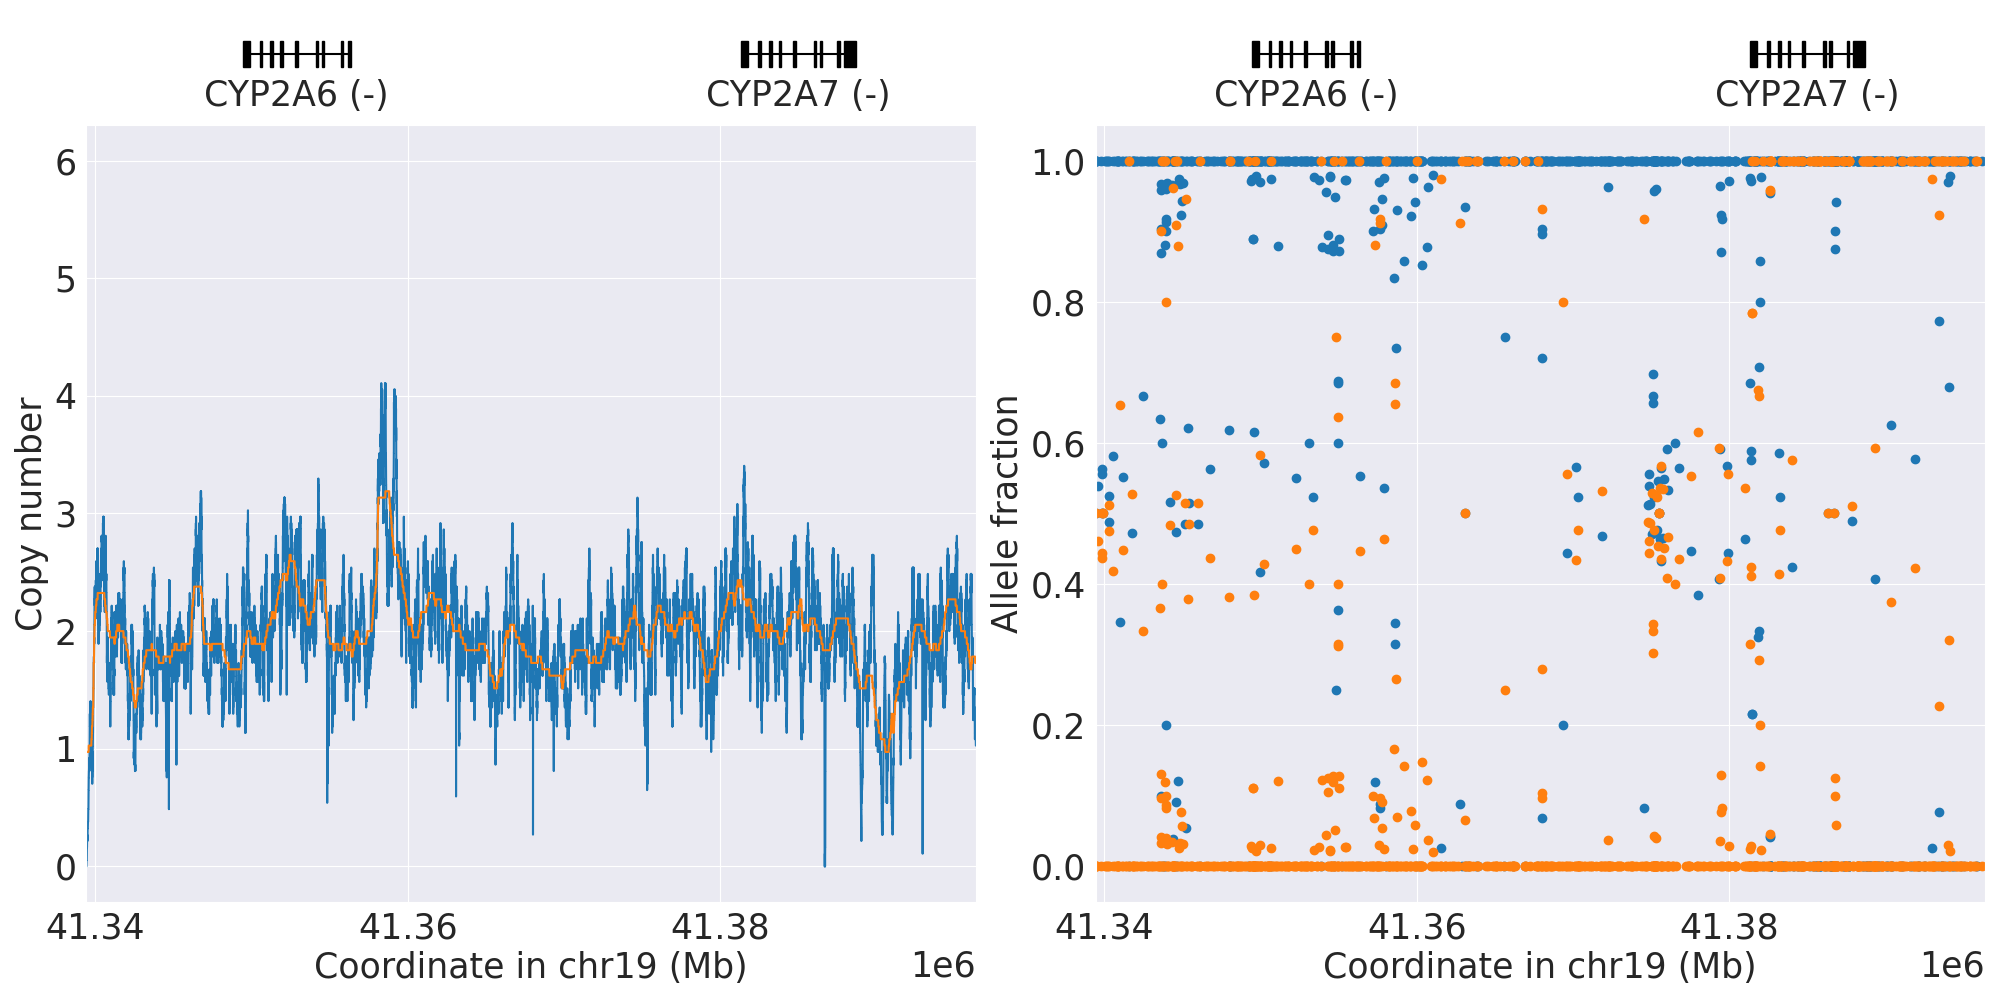 CYP2A6 (-)
CYP2A7 (-)
Copy number
6
5
4
3
2
1
0
41.34
41.36
41.38
Coordinate in chr19 (Mb)
1e6
CYP2A6 (-)
CYP2A7 (-)
Allele fraction
1.0
0.8
0.6
0.4
0.2
0.0
41.34
41.36
41.38
Coordinate in chr19 (Mb)
1e6